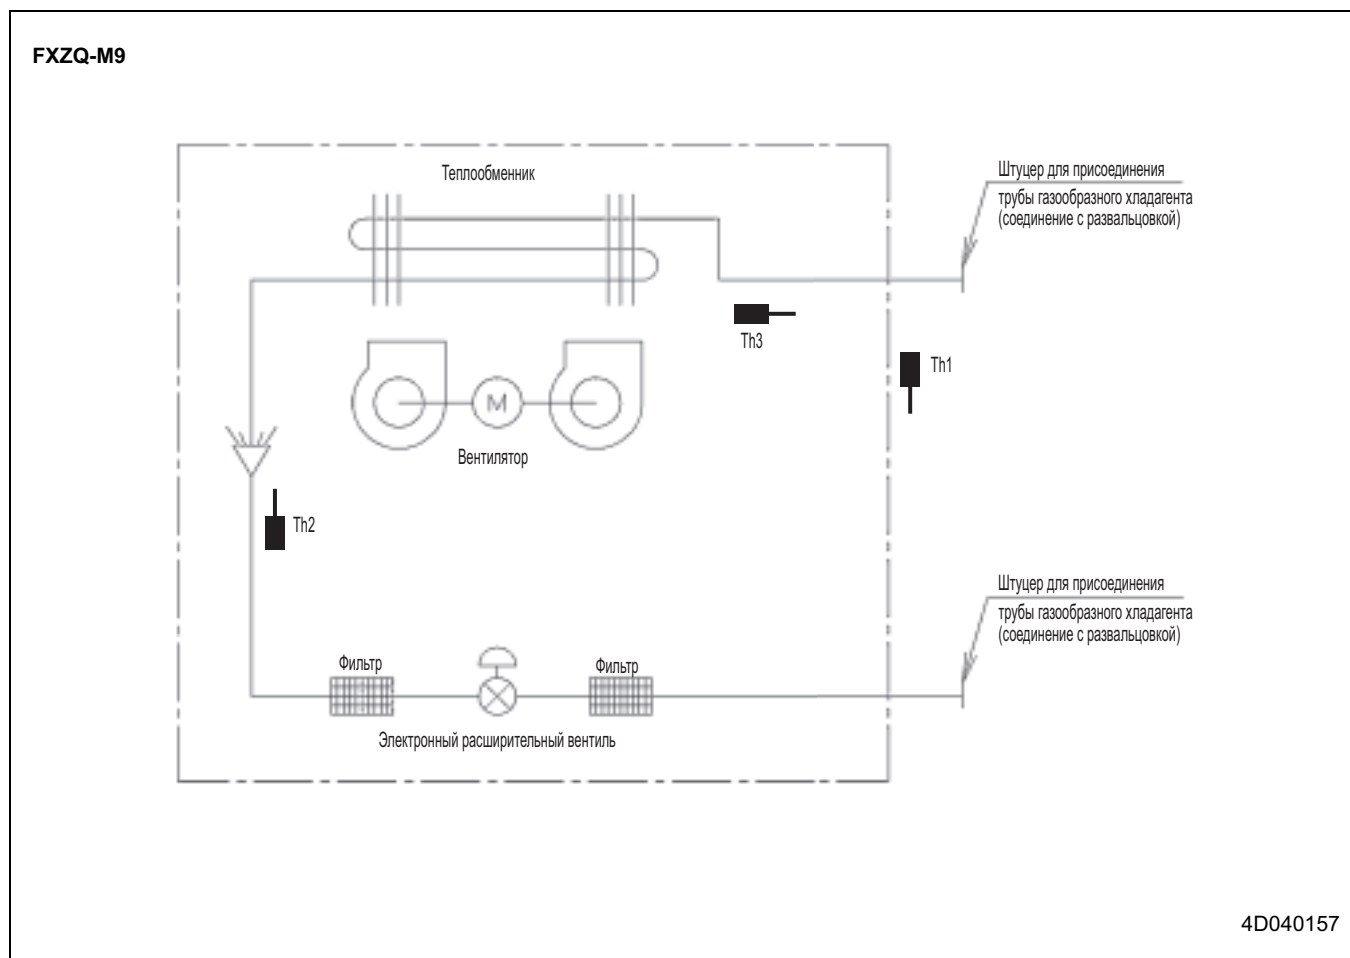 FXZQ-M9
Теплообменник
Штуцер для присоединения
трубы газообразного хладагента
(соединение с развальцовкой)
Th3
Th1
M
Вентилятор
Th2
Штуцер для присоединения
трубы газообразного хладагента
(соединение с развальцовкой)
Фильтр
Фильтр
Электронный расширительный вентиль
4D040157